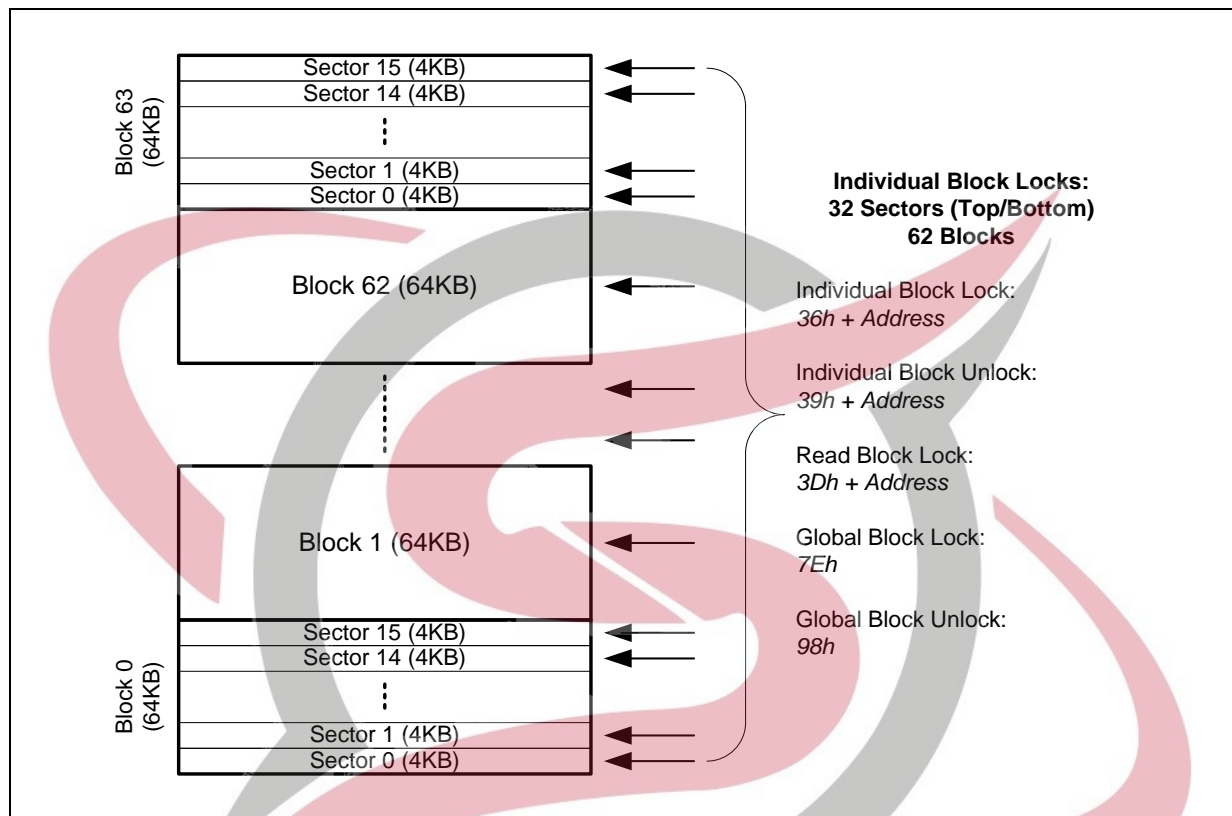 Block 63
(64KB)
Sector 15 (4KB)
Sector 14 (4KB)
Sector 1 (4KB)
Sector 0 (4KB)
Block 62 (64KB)
Block 1 (64KB)
Block 0
(64KB)
Sector 15 (4KB)
Sector 14 (4KB)
Sector 1 (4KB)
Sector 0 (4KB)
Individual Block Locks:
32 Sectors (Top/Bottom)
62 Blocks
Individual Block Lock:
36h + Address
Individual Block Unlock:
39h + Address
Read Block Lock:
3Dh + Address
Global Block Lock:
7Eh
Global Block Unlock:
98h